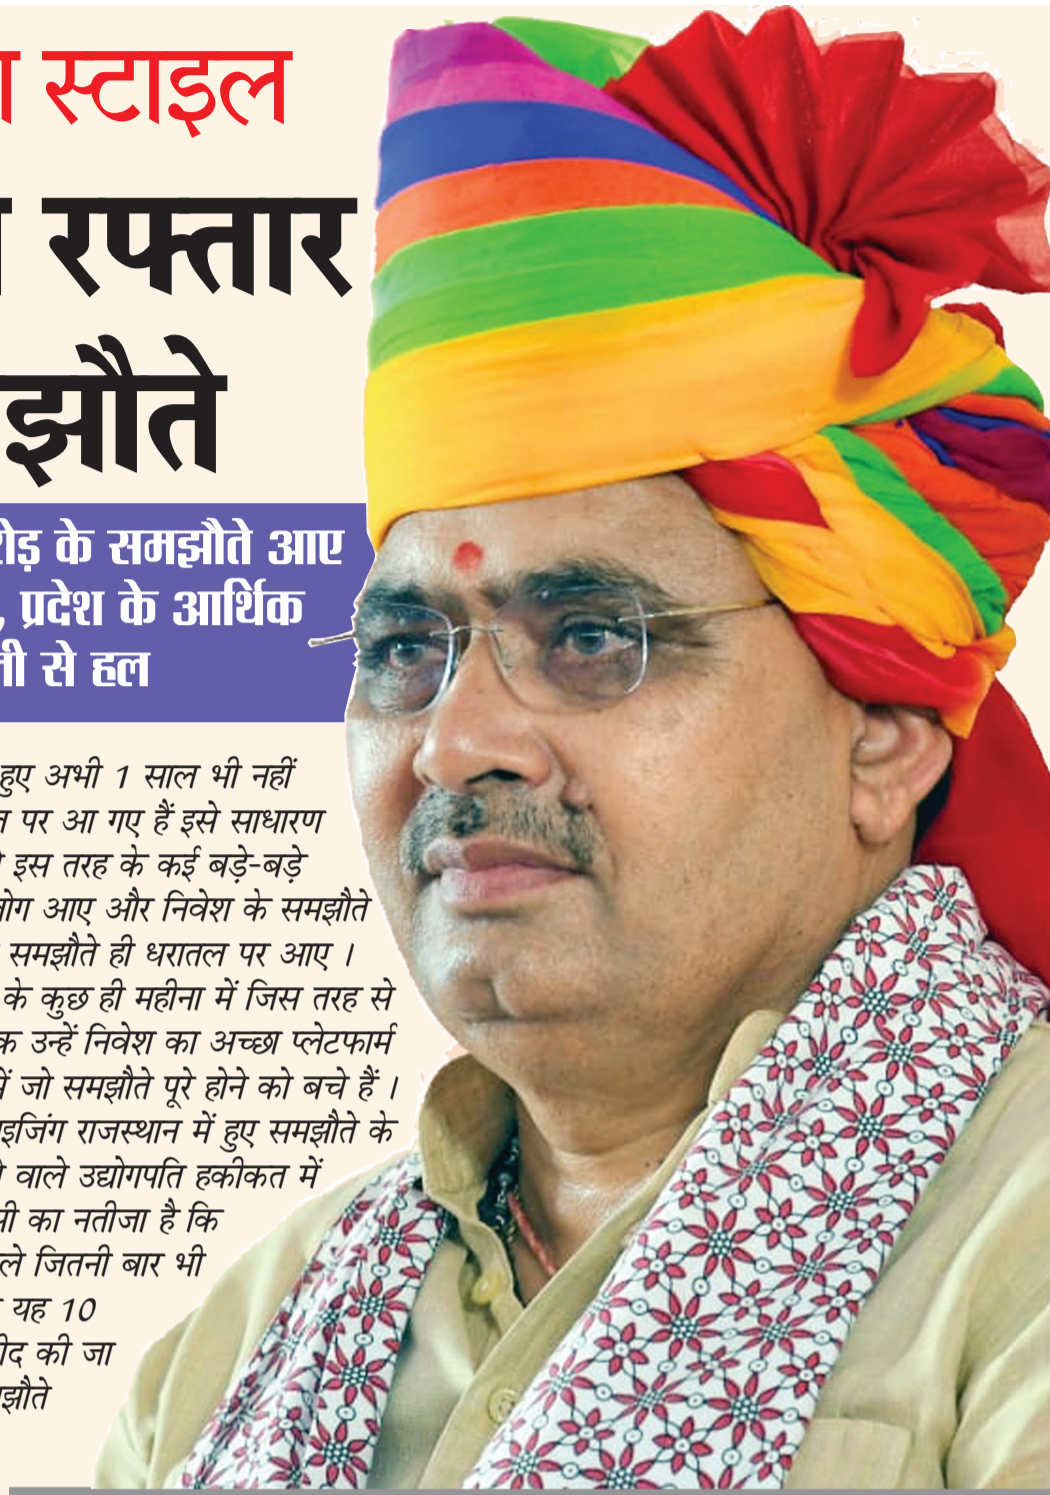 स्टाइल
रफ्तार
के समझौते आए
प्रदेश के आर्थिक
से हल
हुए अभी 1 साल भी नहीं
पर आ गए हैं इसे साधारण
इस तरह के कई बड़े-बड़े
आए और निवेश के समझौते
समझौते ही धरातल पर आए ।
के कुछ ही महीना में जिस तरह से
उन्हें निवेश का अच्छा प्लेटफार्म
जो समझौते पूरे होने को बचे हैं ।
राजस्थान में हुए समझौते के
वाले उद्योगपति हकीकत में
का नतीजा है कि
जितनी बार भी
यह 10
की जा